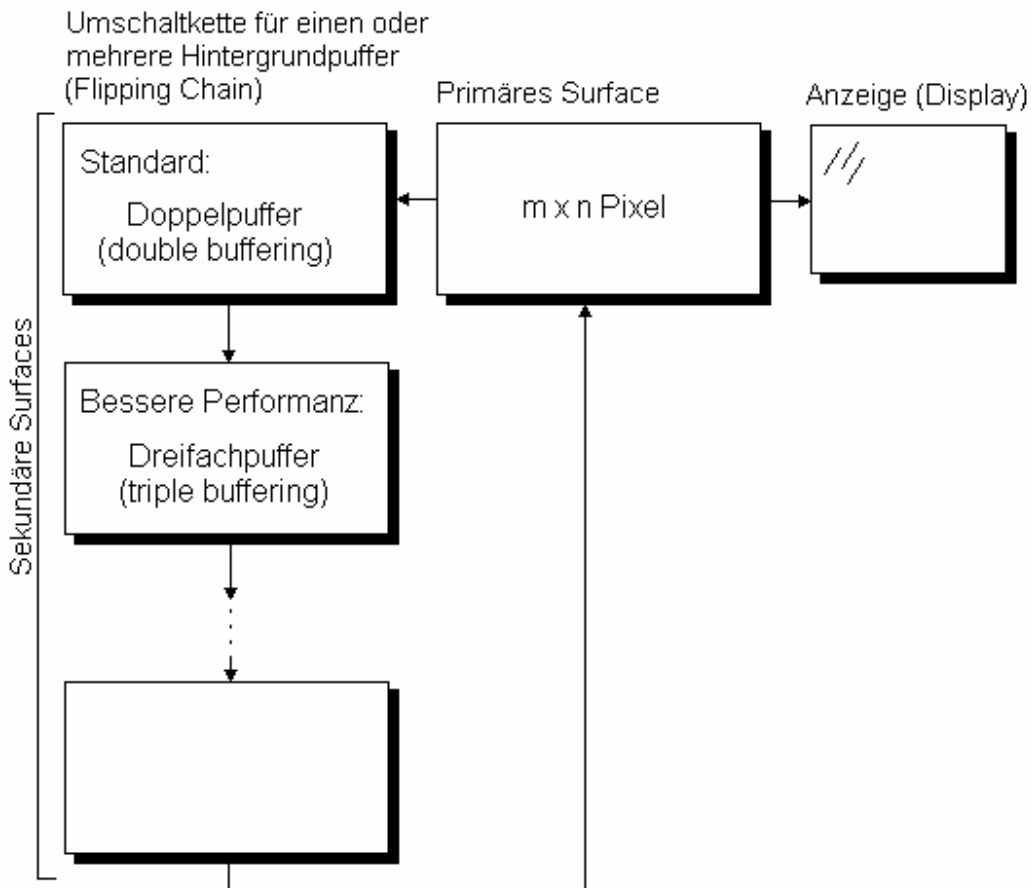 Umschaltkette für einen oder
mehrere Hintergrundpuffer
(Flipping Chain)
Primäres Surface
Anzeige (Display)
Standard:
Doppelpuffer
(double buffering)
m x n Pixel
Bessere Performanz:
Dreifachpuffer
(triple buffering)
Sekundäre Surfaces